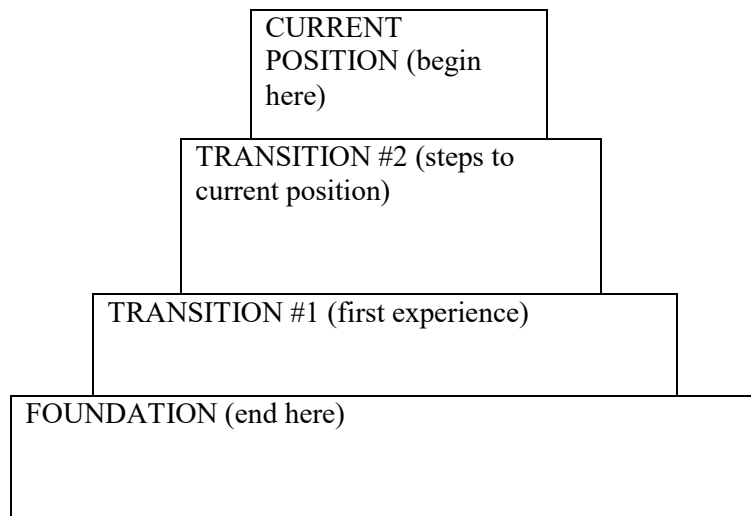 CURRENT
POSITION (begin
here)
TRANSITION #2 (steps to
current position)
TRANSITION #1 (first experience)
FOUNDATION (end here)